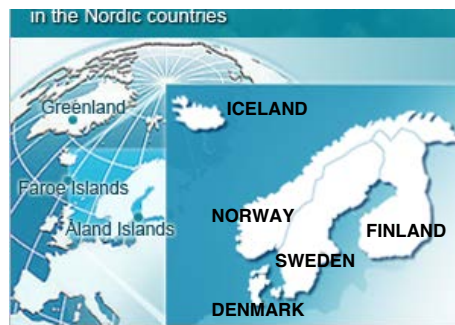 in the Nordic countries
Greenland
ICELAND
Faroe Islands
NORWAY
Åland Islands
FINLAND
SWEDEN
DENMARK